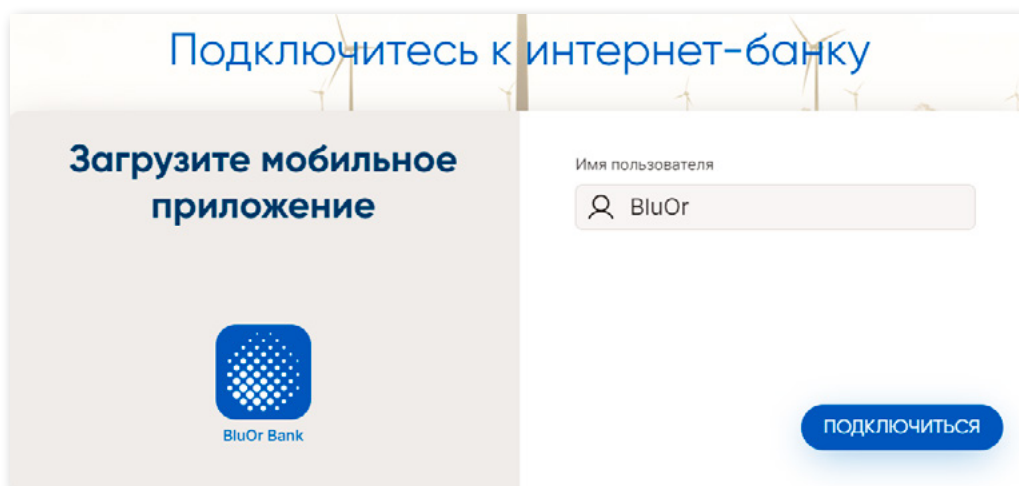 Подключитесь к интернет-банку
Загрузите мобильное
приложение
BluOr Bank
Имя пользователя
BluOr
ПОДКЛЮЧИТЬСЯ